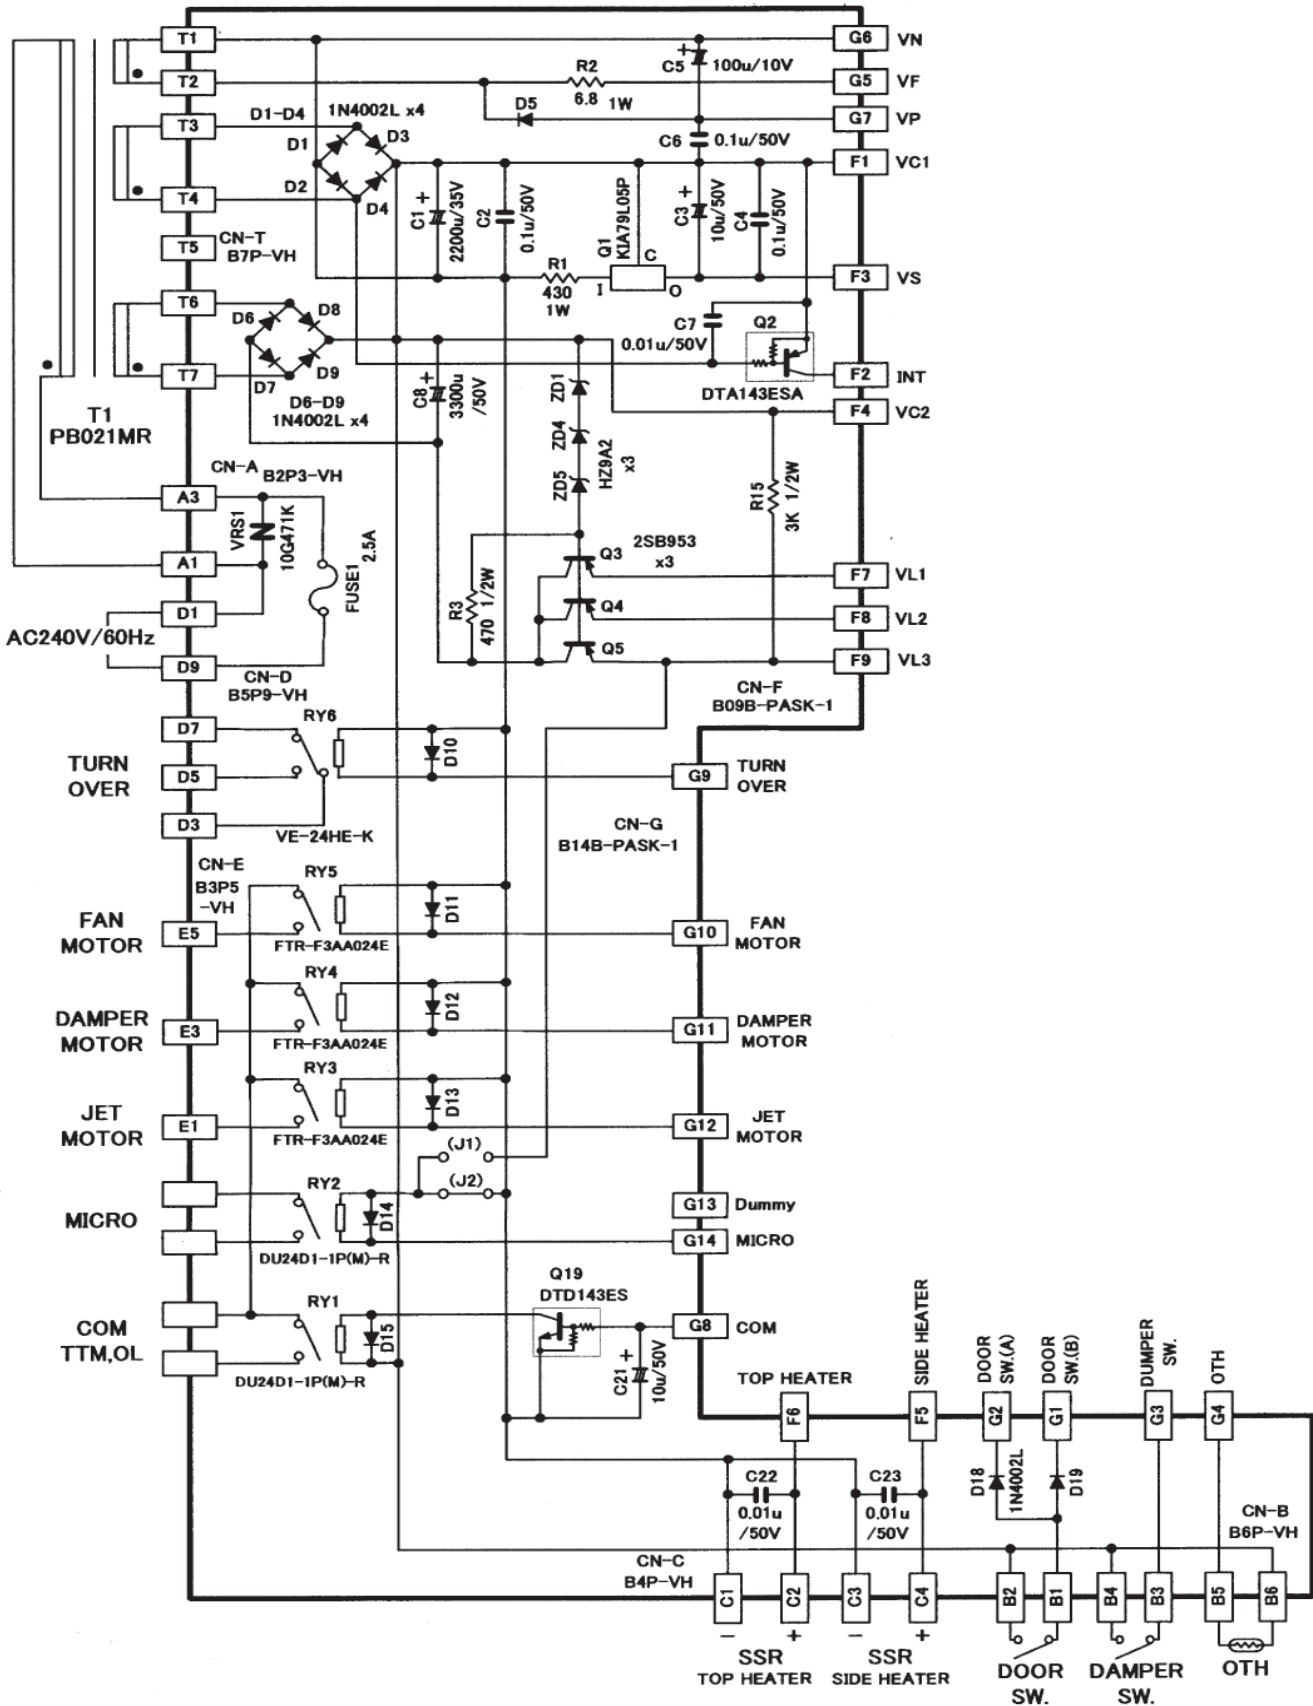 T1
G6 VN
C5 100u/10V
+
T2
R2
6.8 1W
G5 VF
D5
G7 VP
T3
D1-D4 1N4002L x4
D1
D3
D2
D4
C6 0.1u/50V
F1 VC1
T4
C1 +
2200u/35V
C2
0.1u/50V
Q1
KIA79L05P
C
I
O
C3 +
10u/50V
C4
0.1u/50V
T5
CN-T
B7P-VH
R1
430
1W
F3 VS
T6
D6
D8
D7
D9
C7
0.01u/50V
Q2
DTA143ESA
F2 INT
T7
D6-D9
1N4002L x4
C8 +
3300u
/50V
ZD1
ZD4
ZD5
HZ9A2
x3
F4 VC2
T1
PB021MR
CN-A B2P3-VH
A3
VRS1
10G471K
FUSE1
2.5A
R15
3K 1/2W
A1
Q3
2SB953
x3
F7 VL1
D1
AC240V/60Hz
R3
470 1/2W
Q4
F8 VL2
D9
Q5
F9 VL3
CN-D
B5P9-VH
CN-F
B09B-PASK-1
D7
RY6
D10
TURN
OVER
D5
G9 TURN
OVER
D3
VE-24HE-K
CN-G
B14B-PASK-1
CN-E
B3P5
-VH
RY5
D11
FAN
MOTOR
E5
FTR-F3AA024E
G10 FAN
MOTOR
RY4
D12
DAMPER
MOTOR
E3
FTR-F3AA024E
G11 DAMPER
MOTOR
RY3
D13
JET
MOTOR
E1
FTR-F3AA024E
G12 JET
MOTOR
(J1)
(J2)
RY2
D14
MICRO
DU24D1-1P(M)-R
G13 Dummy
G14 MICRO
Q19
DTD143ES
RY1
D15
COM
TTM,OL
DU24D1-1P(M)-R
G8 COM
C21 +
10u/50V
TOP HEATER
F6
SIDE HEATER
F5
DOOR
SW.(A)
G2
DOOR
SW.(B)
G1
DUMPER
SW.
G3
OTH
G4
C22
0.01u
/50V
C23
0.01u
/50V
D18
1N4002L
D19
CN-B
B6P-VH
CN-C
B4P-VH
C1
C2
C3
C4
B2
B1
B4
B3
B5
B6
− + − +
SSR
TOP HEATER
SSR
SIDE HEATER
DOOR
SW.
DAMPER
SW.
OTH